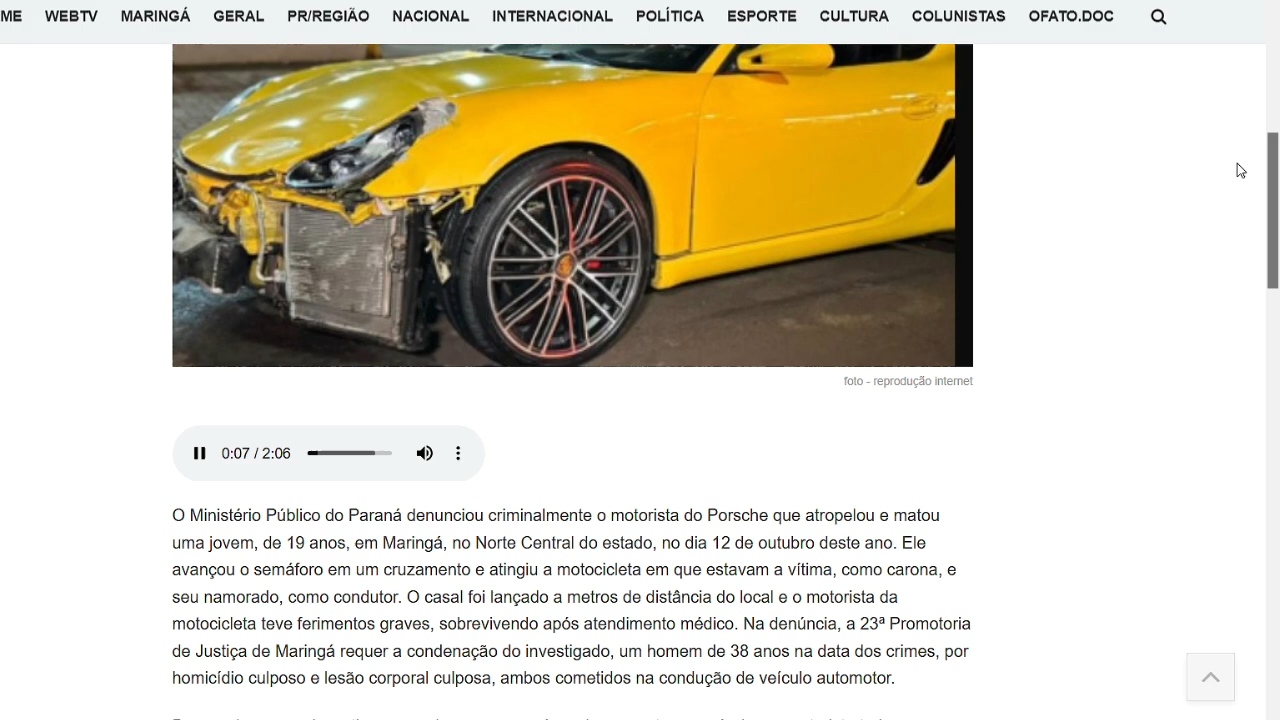 ME WEBTV MARINGÁ GERAL PR/REGIÃO NACIONAL INTERNACIONAL POLÍTICA ESPORTE CULTURA COLUNISTAS OFATO.DOC
foto - reprodução internet
0:07 / 2:06
O Ministério Público do Paraná denunciou criminalmente o motorista do Porsche que atropelou e matou
uma jovem, de 19 anos, em Maringá, no Norte Central do estado, no dia 12 de outubro deste ano. Ele
avançou o semáforo em um cruzamento e atingiu a motocicleta em que estavam a vítima, como carona, e
seu namorado, como condutor. O casal foi lançado a metros de distância do local e o motorista da
motocicleta teve ferimentos graves, sobrevivendo após atendimento médico. Na denúncia, a 23ª Promotoria
de Justiça de Maringá requer a condenação do investigado, um homem de 38 anos na data dos crimes, por
homicídio culposo e lesão corporal culposa, ambos cometidos na condução de veículo automotor.